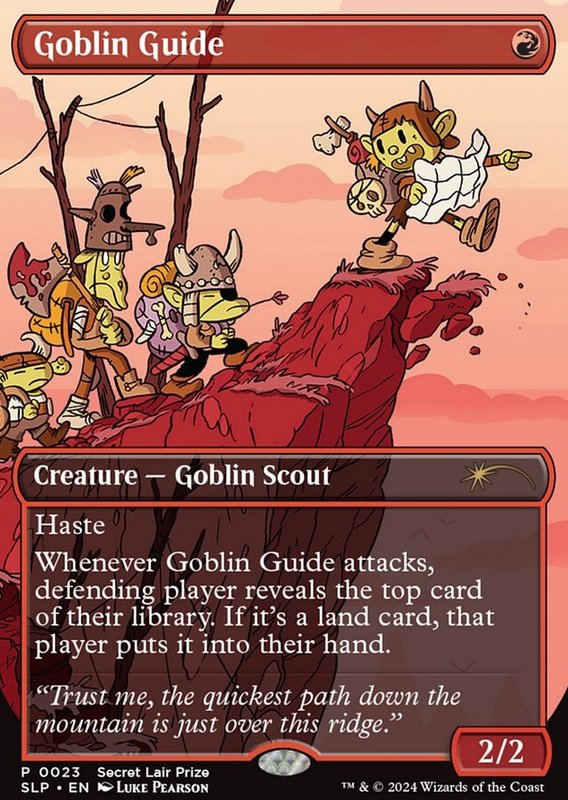 Goblin Guide
Creature — Goblin Scout
Haste
Whenever Goblin Guide attacks,
defending player reveals the top card
of their library. If it’s a land card, that
player puts it into their hand.
“Trust me, the quickest path down the
mountain is just over this ridge.”
2/2
P 0023 Secret Lair Prize
SLP • EN Luke Pearson
™ & © 2024 Wizards of the Coast